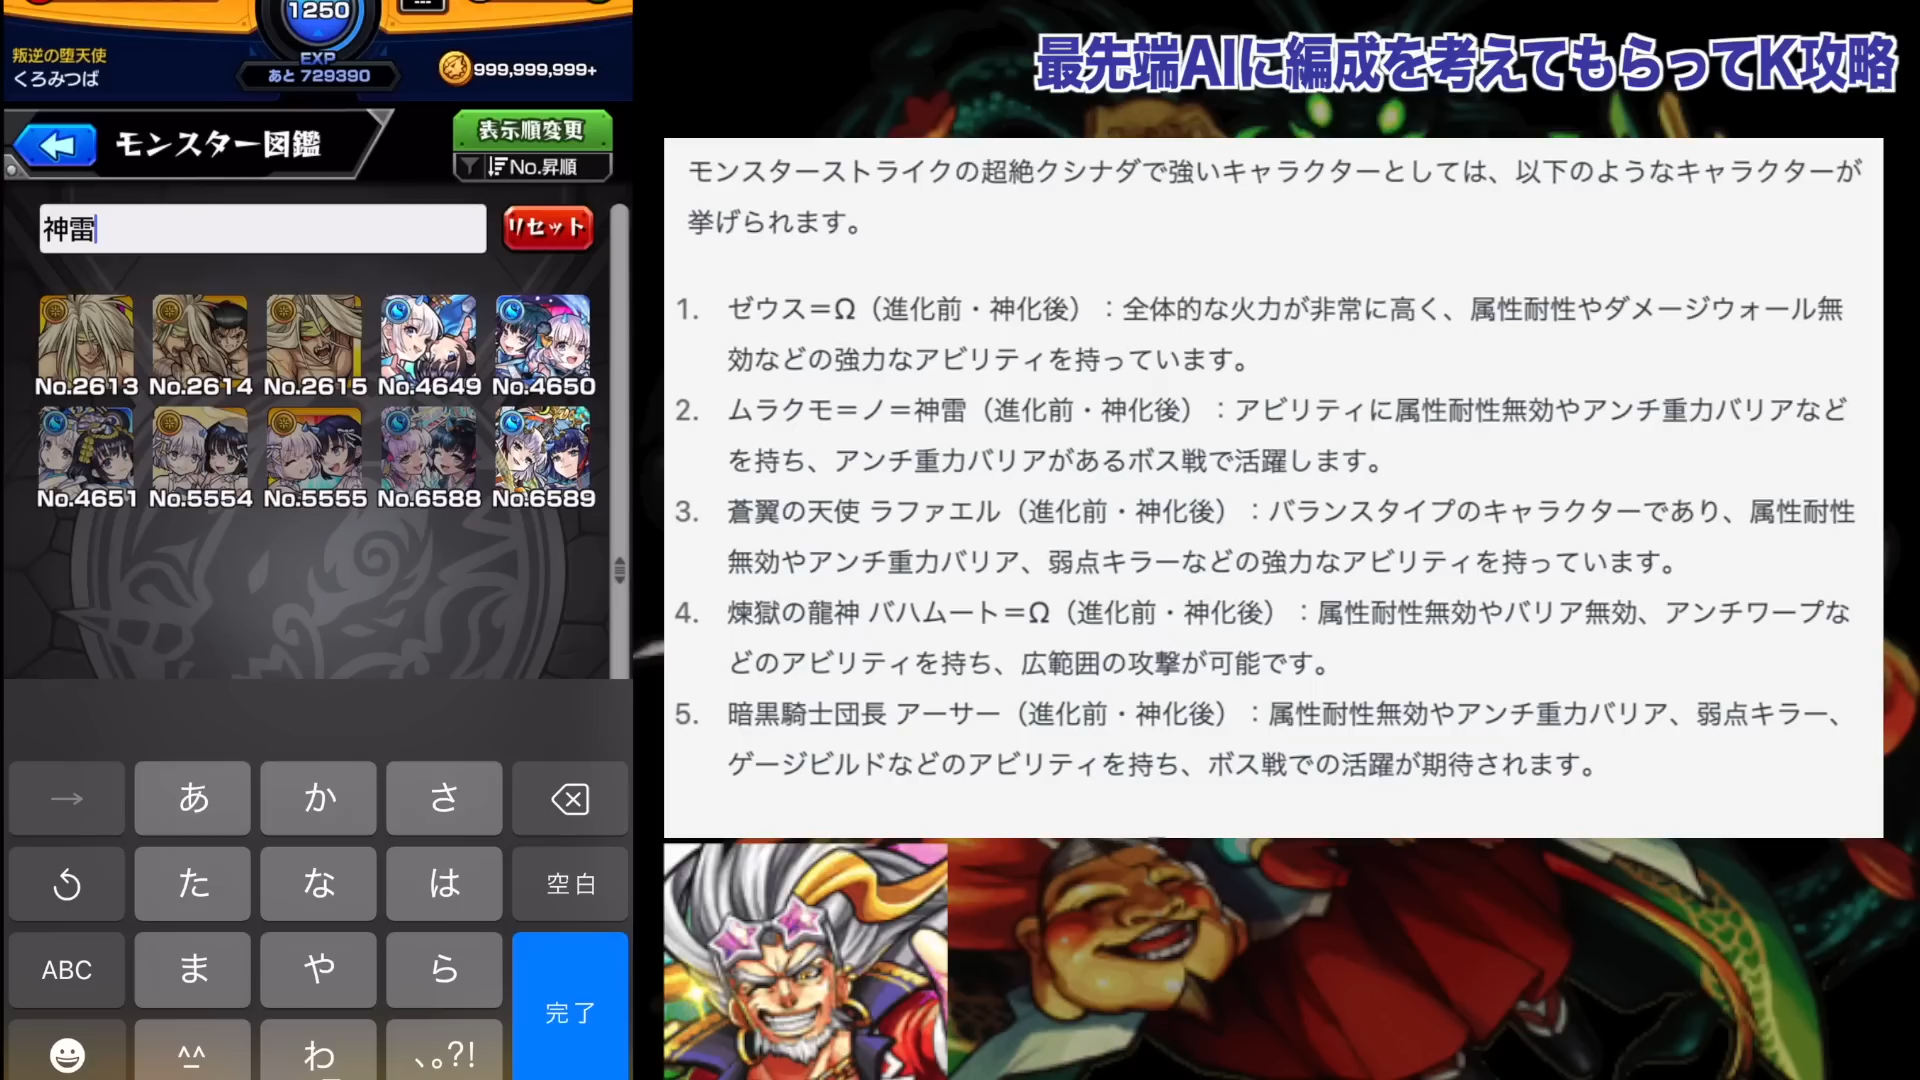 1250
EXP
あと 729390
叛逆の堕天使
くろみつば
999,999,999+
モンスター図鑑
表示順変更
No.昇順
神雷
リセット
No.2613 No.2614 No.2615 No.4649 No.4650
No.4651 No.5554 No.5555 No.6588 No.6589
→ あ か さ
た な は 空白
ABC ま や ら
完了
^^ わ 、。?!
最先端AIに編成を考えてもらってK攻略
モンスターストライクの超絶クシナダで強いキャラクターとしては、以下のようなキャラクターが
挙げられます。
1. ゼウス=Ω（進化前・神化後）：全体的な火力が非常に高く、属性耐性やダメージウォール無
効などの強力なアビリティを持っています。
2. ムラクモ=ノ=神雷（進化前・神化後）：アビリティに属性耐性無効やアンチ重力バリアなど
を持ち、アンチ重力バリアがあるボス戦で活躍します。
3. 蒼翼の天使 ラファエル（進化前・神化後）：バランスタイプのキャラクターであり、属性耐性
無効やアンチ重力バリア、弱点キラーなどの強力なアビリティを持っています。
4. 煉獄の龍神 バハムート=Ω（進化前・神化後）：属性耐性無効やバリア無効、アンチワープな
どのアビリティを持ち、広範囲の攻撃が可能です。
5. 暗黒騎士団長 アーサー（進化前・神化後）：属性耐性無効やアンチ重力バリア、弱点キラー、
ゲージビルドなどのアビリティを持ち、ボス戦での活躍が期待されます。